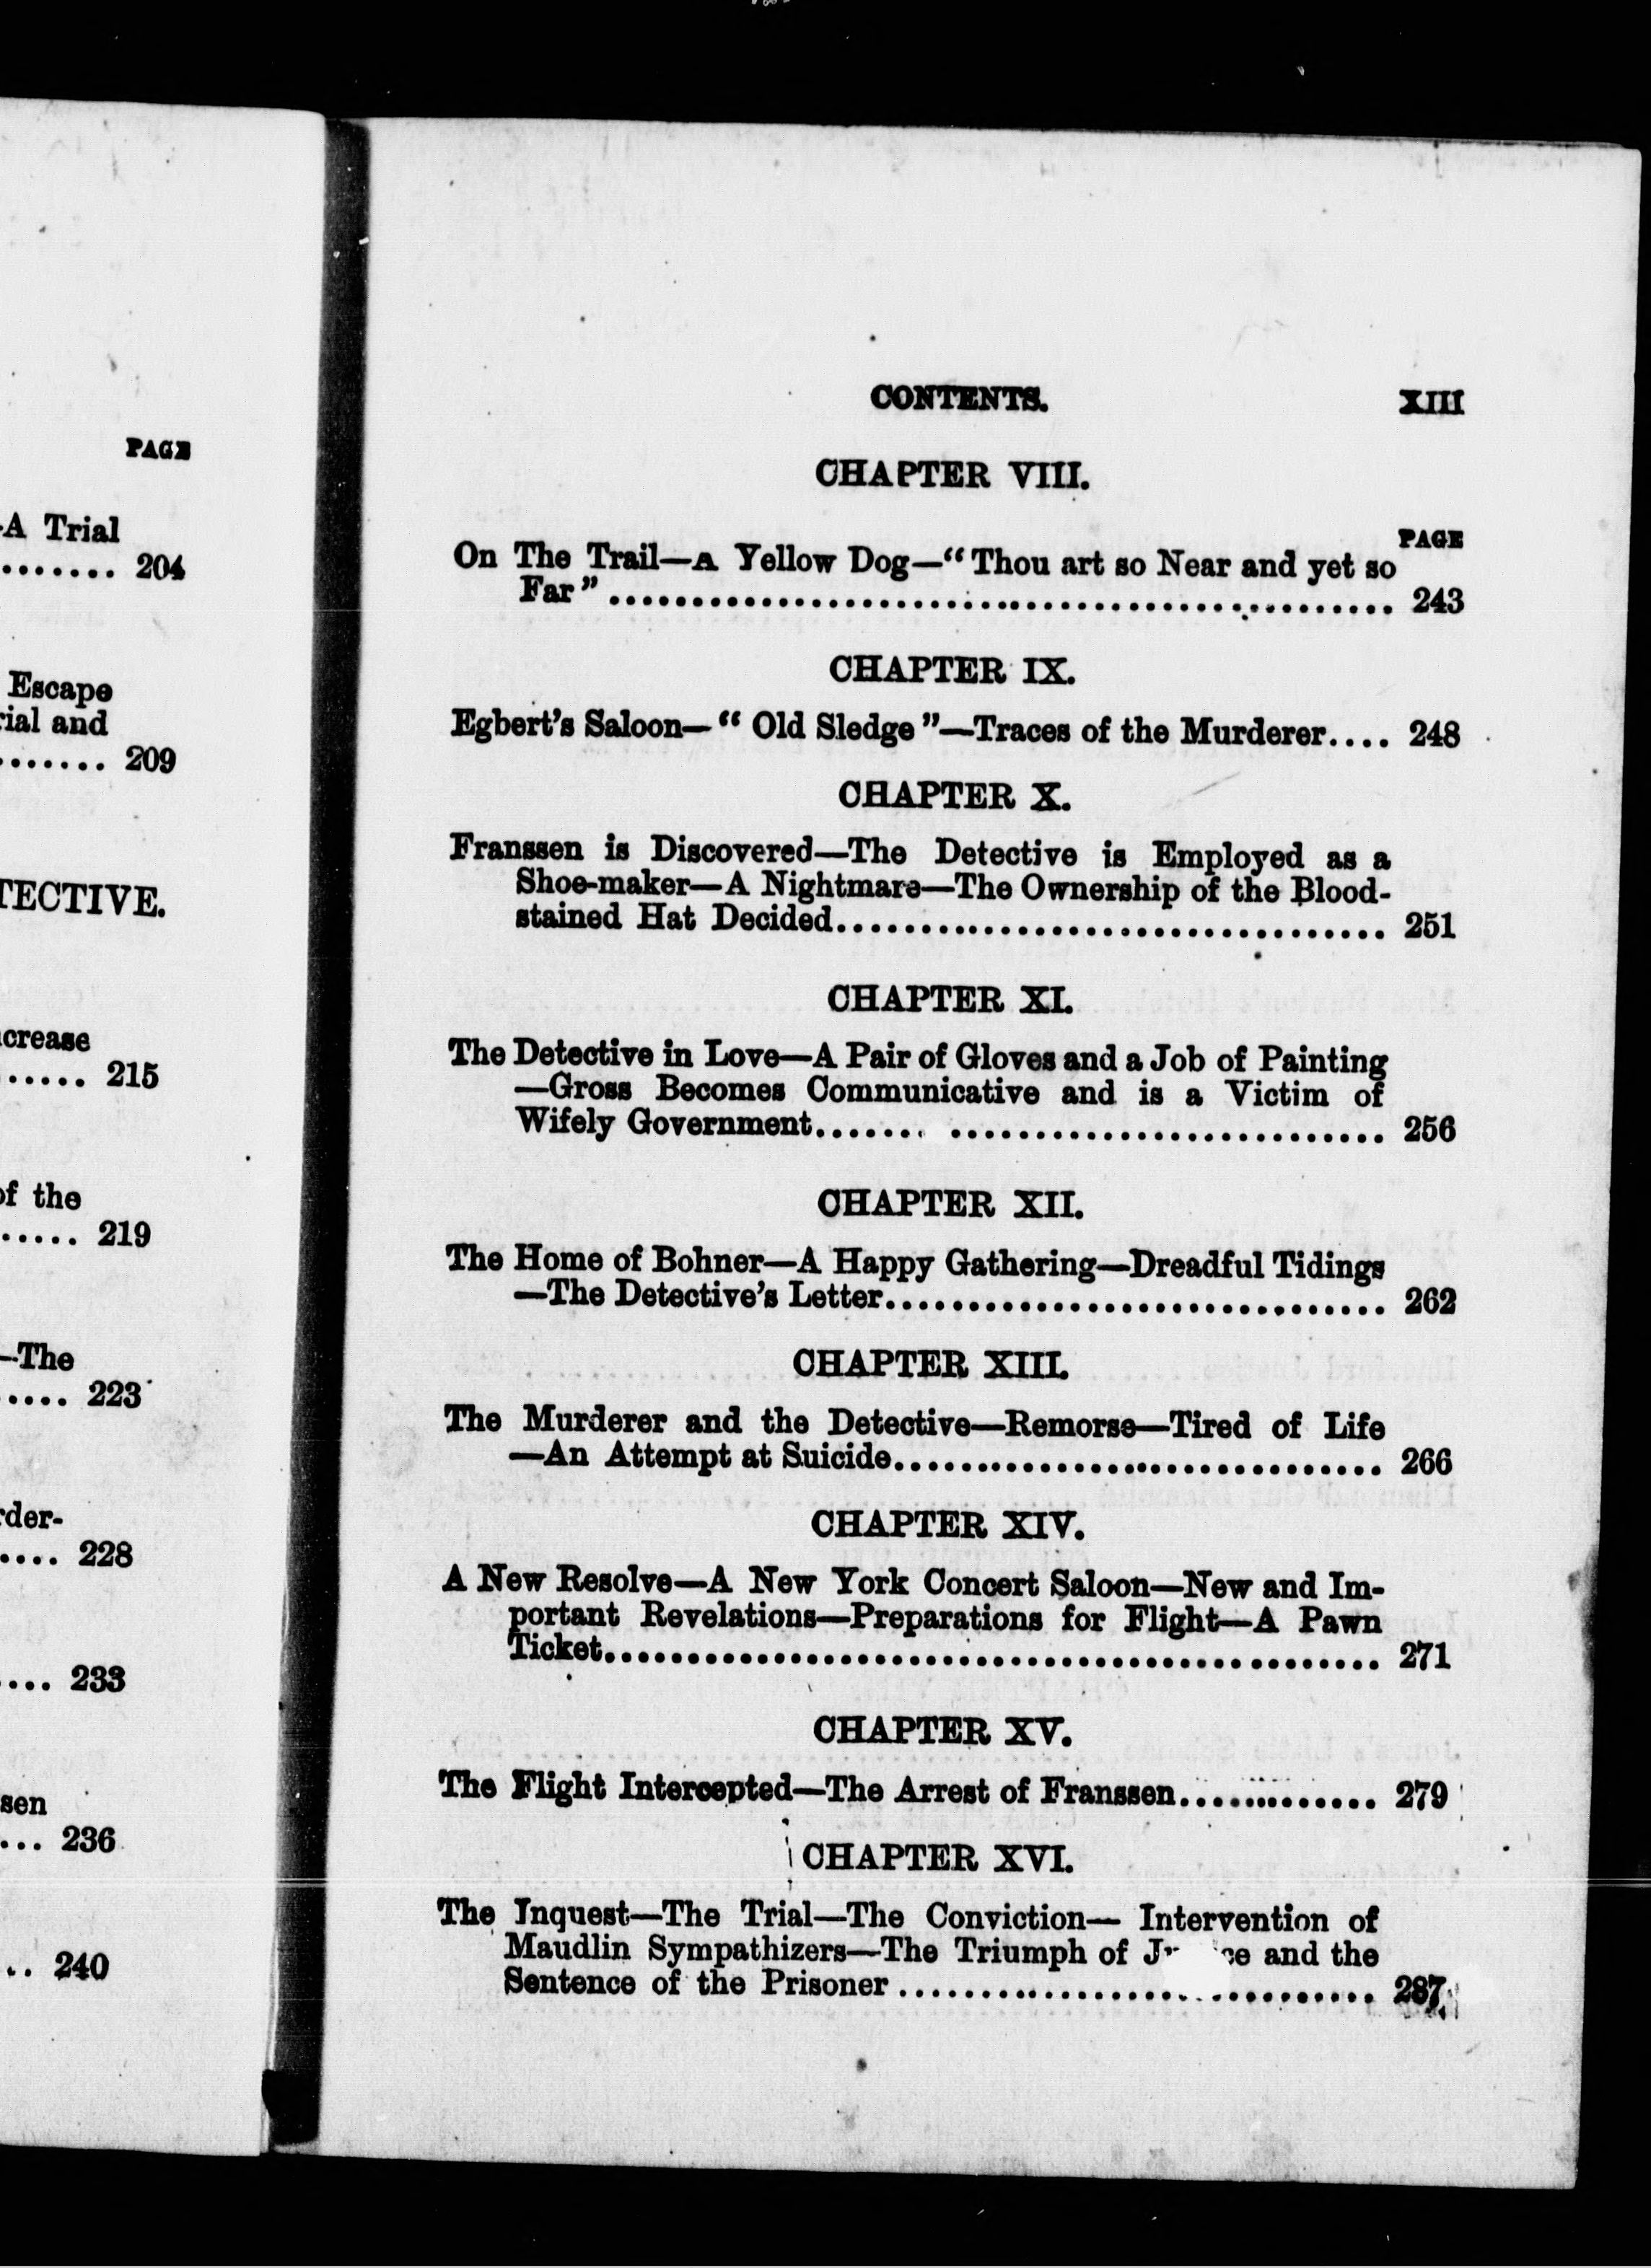 PAGE
A Trial
....... 204
Escape
and
....... 209
......
215
of the
..... 219
—The
.... 223
.... 228
.... 233
... 236
.. 240
CONTENTS. XIII
CHAPTER VIII.
PAGE
On The Trail—A Yellow Dog—“Thou art so Near and yet so
Far”................................................ 243
CHAPTER IX.
Egbert's Saloon—“ Old Sledge ”—Traces of the Murderer.... 248
CHAPTER X.
Franssen is Discovered—The Detective is Employed as a
Shoe-maker—A Nightmare—The Ownership of the Blood-
stained Hat Decided................................. 251
CHAPTER XI.
The Detective in Love—A Pair of Gloves and a Job of Painting
—Gross Becomes Communicative and is a Victim of
Wifely Government....... .......................... 256
CHAPTER XII.
The Home of Bohner—A Happy Gathering—Dreadful Tidings
—The Detective's Letter.............................. 262
CHAPTER XIII.
The Murderer and the Detective—Remorse—Tired of Life
—An Attempt at Suicide.............................. 266
CHAPTER XIV.
A New Resolve—A New York Concert Saloon—New and Im-
portant Revelations—Preparations for Flight—A Pawn
Ticket............................................... 271
CHAPTER XV.
The Flight Intercepted—The Arrest of Franssen............ 279
CHAPTER XVI.
The Inquest—The Trial—The Conviction— Intervention of
Maudlin Sympathizers—The Triumph of and the
Sentence of the Prisoner ............................. 287